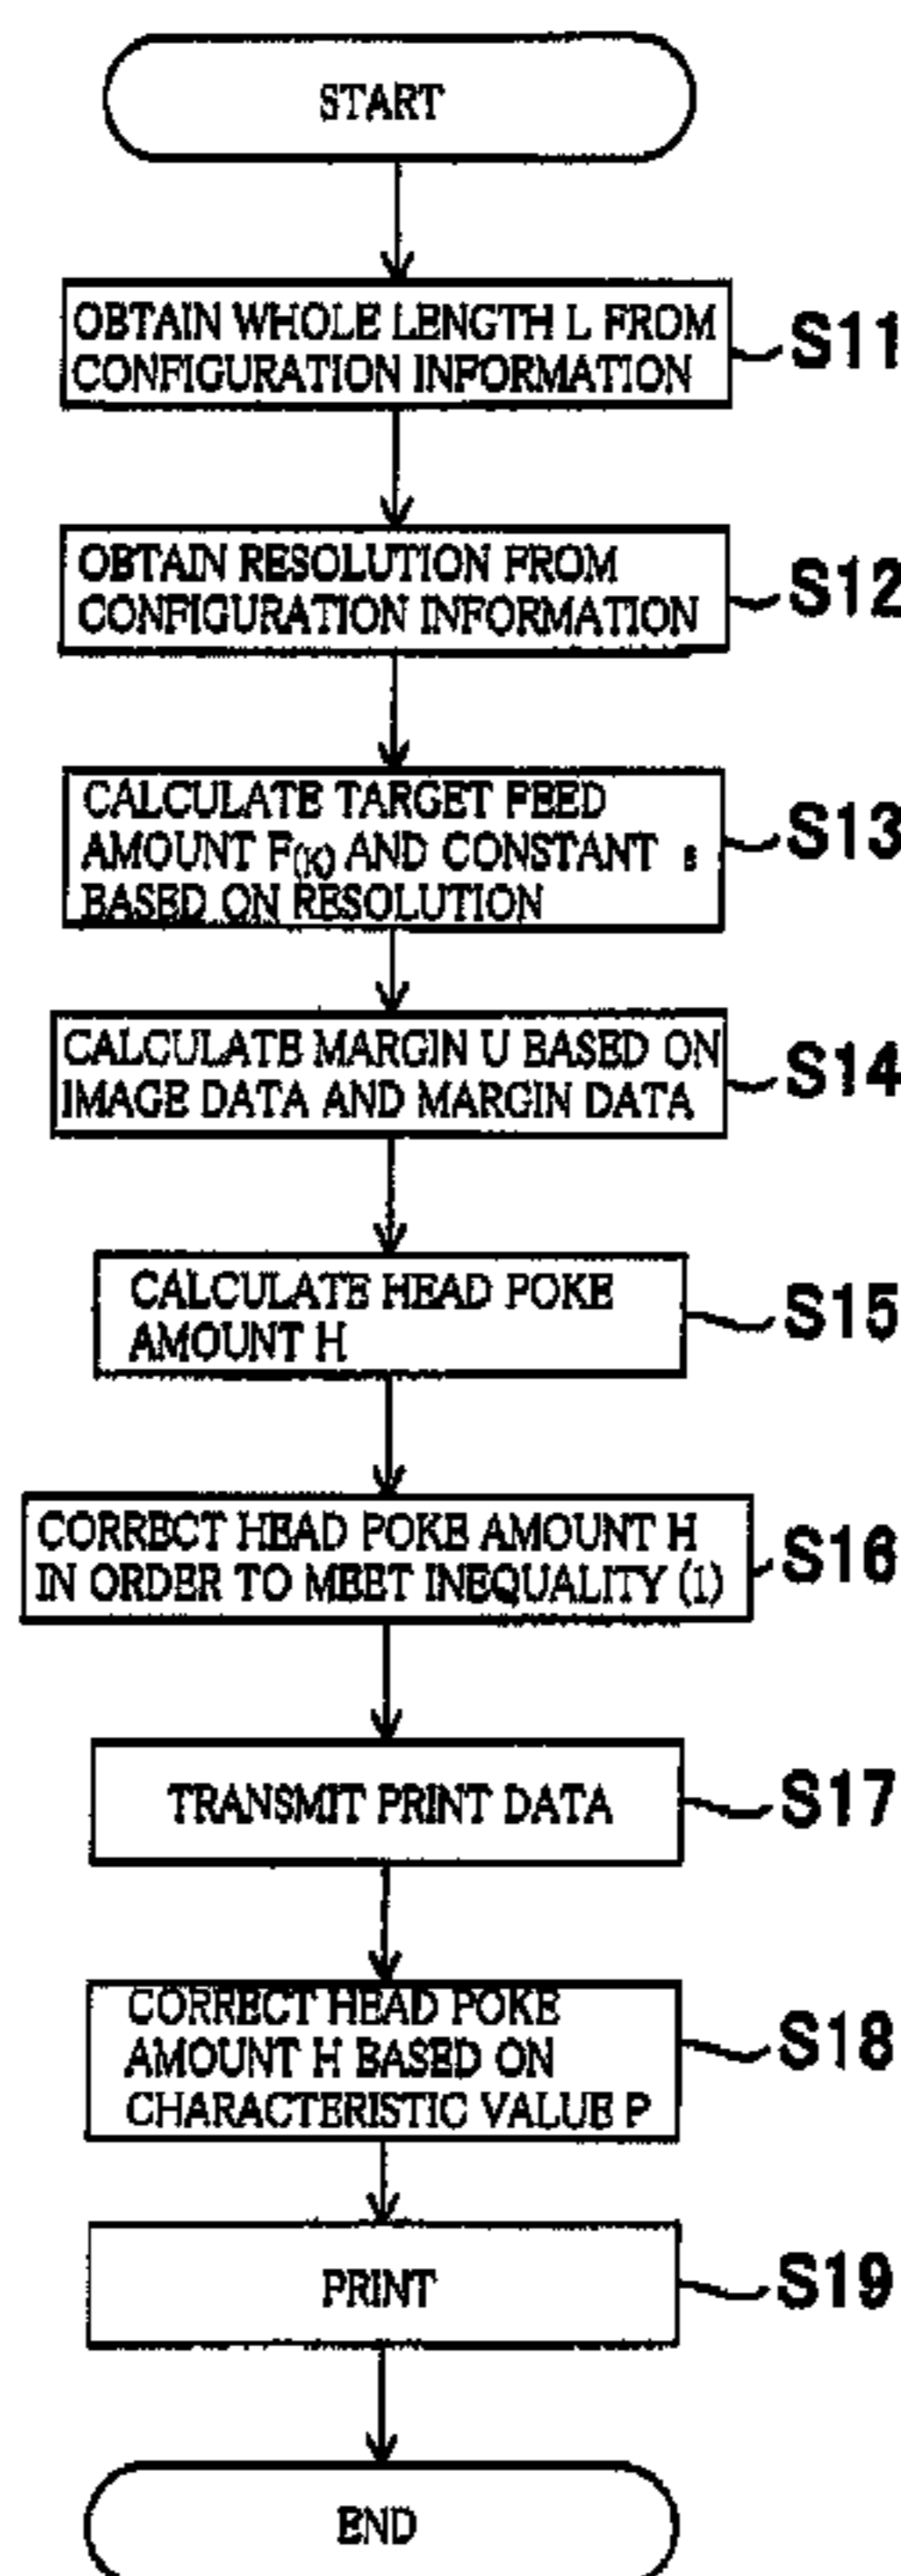 START
OBTAIN WHOLE LENGTH L FROM
CONFIGURATION INFORMATION
S11
OBTAIN RESOLUTION FROM
CONFIGURATION INFORMATION
S12
CALCULATE TARGET FEED
AMOUNT F(K) AND CONSTANT s
BASED ON RESOLUTION
S13
CALCULATE MARGIN U BASED ON
IMAGE DATA AND MARGIN DATA
S14
CALCULATE HEAD POKE
AMOUNT H
S15
CORRECT HEAD POKE AMOUNT H
IN ORDER TO MEET INEQUALITY (1)
S16
TRANSMIT PRINT DATA
S17
CORRECT HEAD POKE
AMOUNT H BASED ON
CHARACTERISTIC VALUE P
S18
PRINT
S19
END